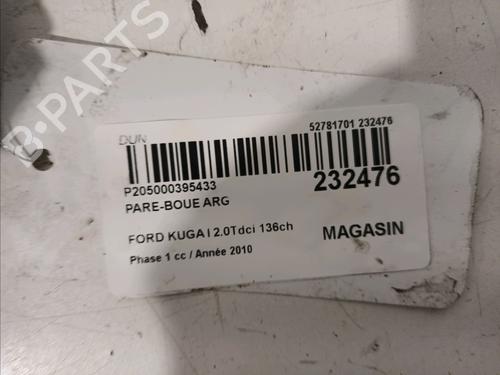 DUN
52781701 232476
P205000395433
232476
PARE-BOUE ARG
FORD KUGA I 2.0Tdci 136ch
MAGASIN
Phase 1 cc / Année 2010
B-PARTS